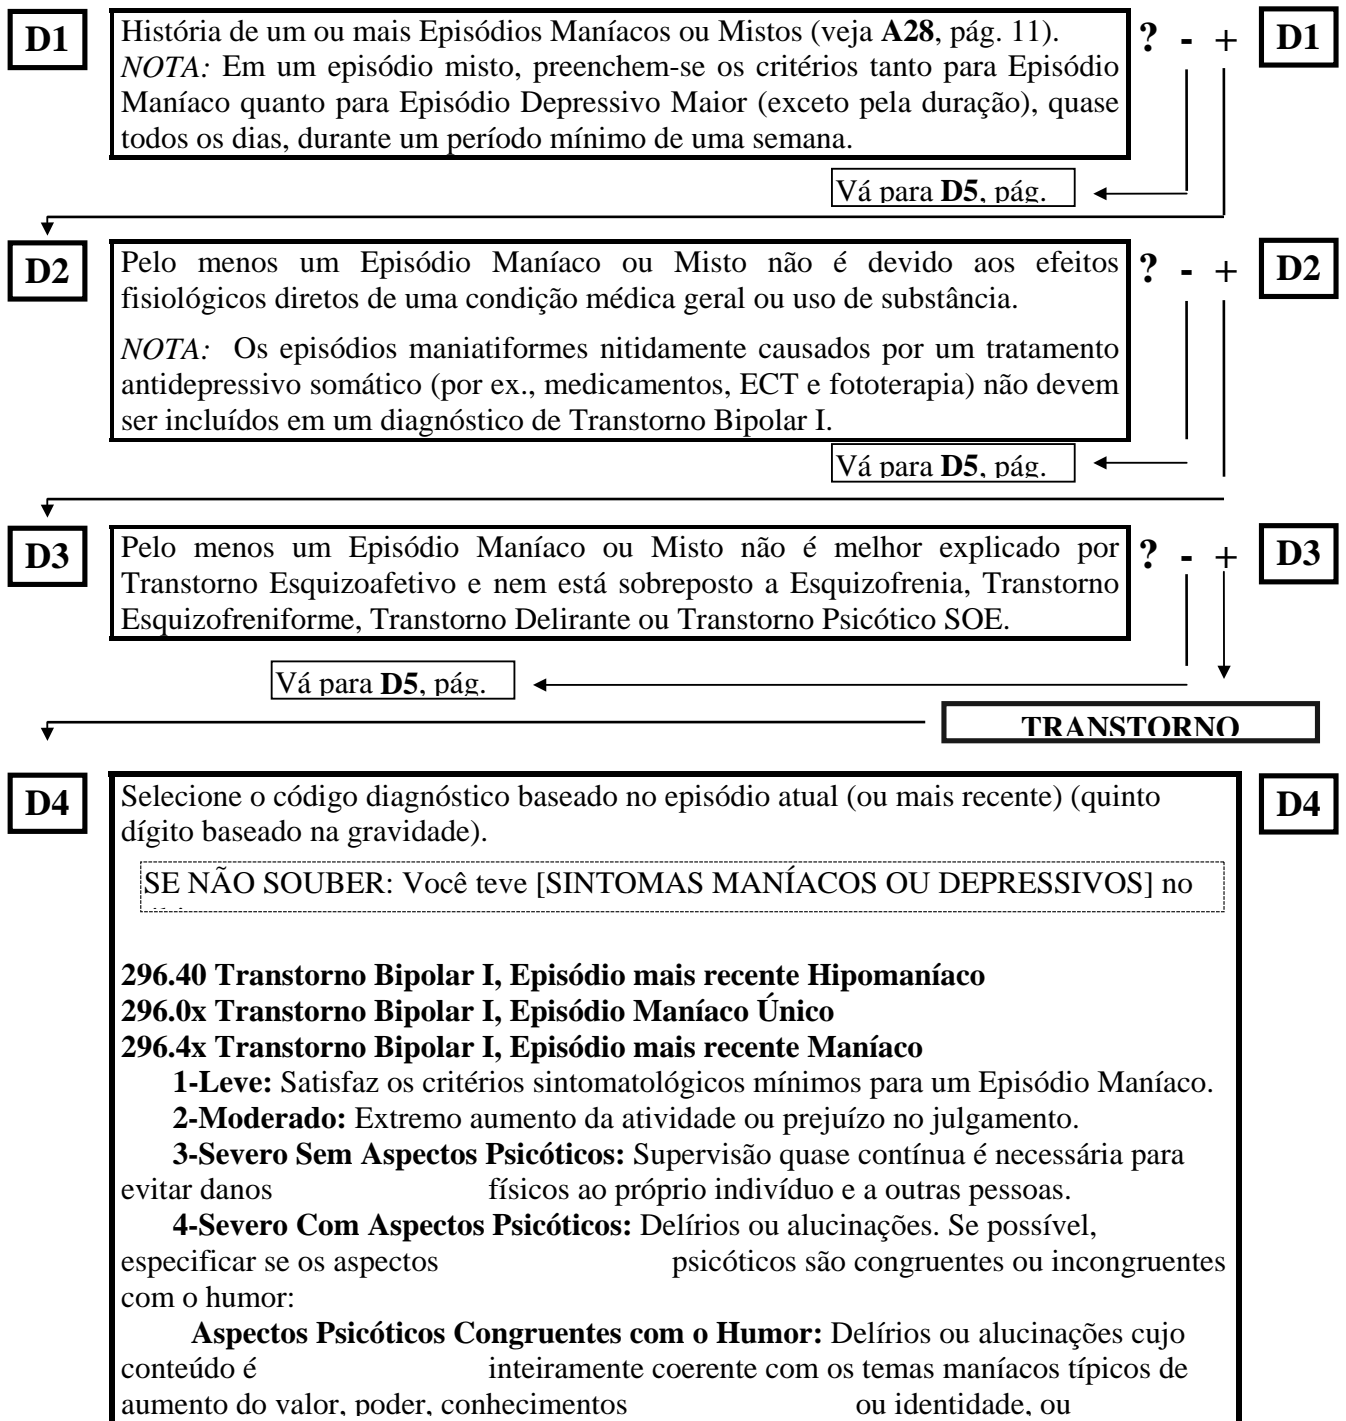 D1 História de um ou mais Episódios Maníacos ou Mistos (veja A28, pág. 11). ? - + D1
NOTA: Em um episódio misto, preenchem-se os critérios tanto para Episódio
Maníaco quanto para Episódio Depressivo Maior (exceto pela duração), quase
todos os dias, durante um período mínimo de uma semana.
Vá para D5, pág.
D2 Pelo menos um Episódio Maníaco ou Misto não é devido aos efeitos ? - + D2
fisiológicos diretos de uma condição médica geral ou uso de substância.
NOTA: Os episódios maniatiformes nitidamente causados por um tratamento
antidepressivo somático (por ex., medicamentos, ECT e fototerapia) não devem
ser incluídos em um diagnóstico de Transtorno Bipolar I.
Vá para D5, pág.
D3 Pelo menos um Episódio Maníaco ou Misto não é melhor explicado por ? - + D3
Transtorno Esquizoafetivo e nem está sobreposto a Esquizofrenia, Transtorno
Esquizofreniforme, Transtorno Delirante ou Transtorno Psicótico SOE.
Vá para D5, pág.
TRANSTORNO
D4 Selecione o código diagnóstico baseado no episódio atual (ou mais recente) (quinto D4
dígito baseado na gravidade).
SE NÃO SOUBER: Você teve [SINTOMAS MANÍACOS OU DEPRESSIVOS] no
296.40 Transtorno Bipolar I, Episódio mais recente Hipomaníaco
296.0x Transtorno Bipolar I, Episódio Maníaco Único
296.4x Transtorno Bipolar I, Episódio mais recente Maníaco
1-Leve: Satisfaz os critérios sintomatológicos mínimos para um Episódio Maníaco.
2-Moderado: Extremo aumento da atividade ou prejuízo no julgamento.
3-Severo Sem Aspectos Psicóticos: Supervisão quase contínua é necessária para
evitar danos físicos ao próprio indivíduo e a outras pessoas.
4-Severo Com Aspectos Psicóticos: Delírios ou alucinações. Se possível,
especificar se os aspectos psicóticos são congruentes ou incongruentes
com o humor:
Aspectos Psicóticos Congruentes com o Humor: Delírios ou alucinações cujo
conteúdo é inteiramente coerente com os temas maníacos típicos de
aumento do valor, poder, conhecimentos ou identidade, ou